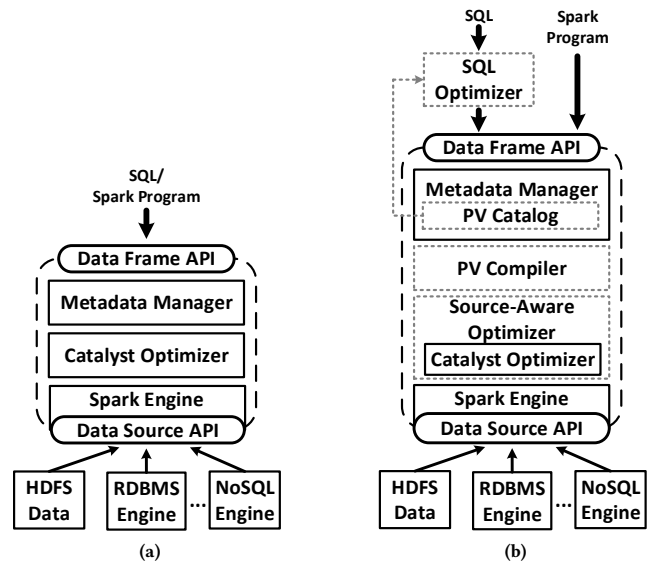 SQL/
Spark Program
Data Frame API
Metadata Manager
Catalyst Optimizer
Spark Engine
Data Source API
HDFS
Data
RDBMS
Engine
...
NoSQL
Engine
(a)
SQL
Spark
Program
SQL
Optimizer
Data Frame API
Metadata Manager
PV Catalog
PV Compiler
Source-Aware
Optimizer
Catalyst Optimizer
Spark Engine
Data Source API
HDFS
Data
RDBMS
Engine
...
NoSQL
Engine
(b)